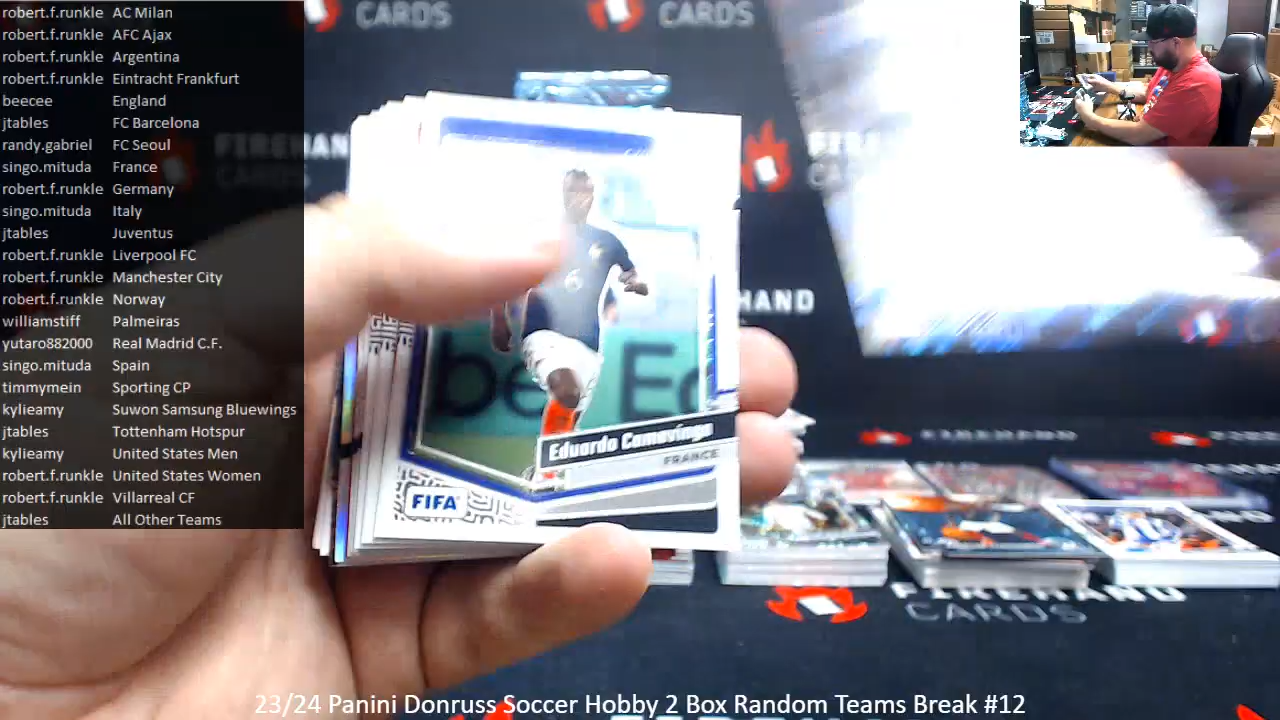 robert.f.runkle AC Milan
robert.f.runkle AFC Ajax
robert.f.runkle Argentina
robert.f.runkle Eintracht Frankfurt
beecee England
jtables FC Barcelona
randy.gabriel FC Seoul
singo.mituda France
robert.f.runkle Germany
singo.mituda Italy
jtables Juventus
robert.f.runkle Liverpool FC
robert.f.runkle Manchester City
robert.f.runkle Norway
williamstiff Palmeiras
yutaro882000 Real Madrid C.F.
singo.mituda Spain
timmymein Sporting CP
kylieamy Suwon Samsung Bluewings
jtables Tottenham Hotspur
kylieamy United States Men
robert.f.runkle United States Women
robert.f.runkle Villarreal CF
jtables All Other Teams
CARDS
CARDS
FIREHAN
CARDS
HAND
6
be E
Eduardo Camavinga
FRANCE
FIFA
FIREHAND
CARDS
23/24 Panini Donruss Soccer Hobby 2 Box Random Teams Break #12